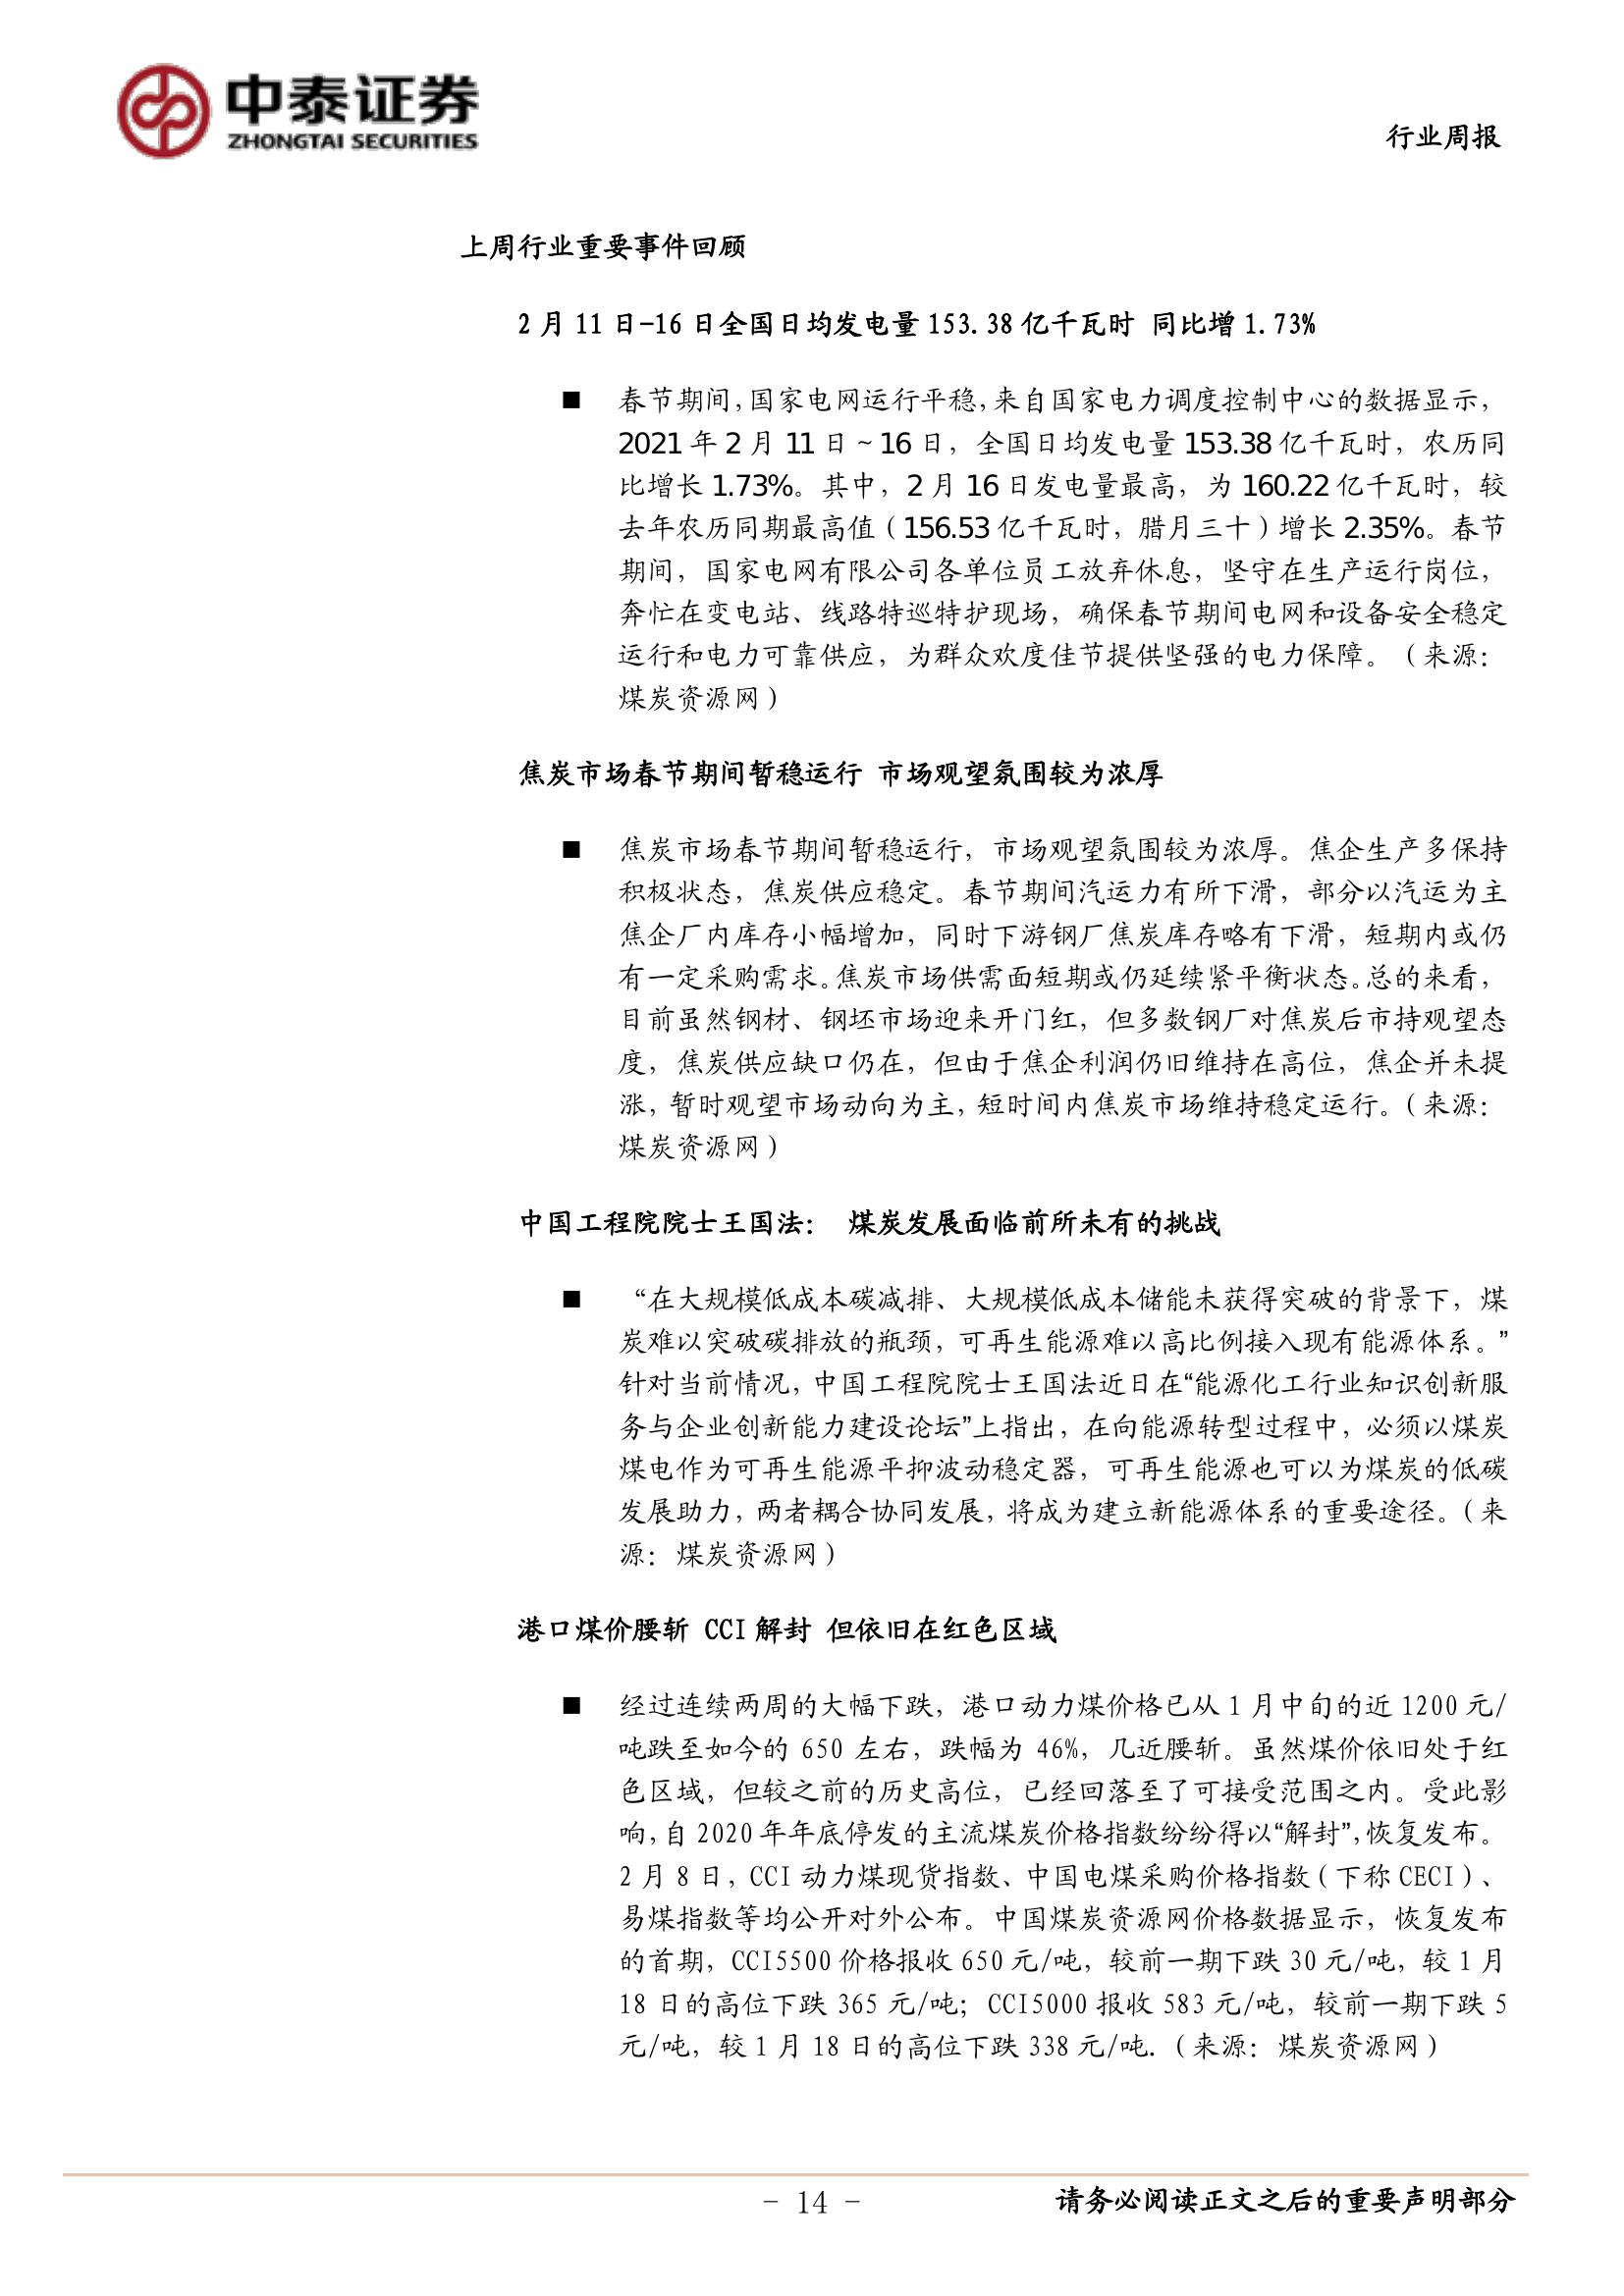 中泰证券
ZHONGTAI SECURITIES
行业周报
上周行业重要事件回顾
2 月 11 日-16 日全国日均发电量 153.38 亿千瓦时 同比增 1.73%
■ 春节期间,国家电网运行平稳,来自国家电力调度控制中心的数据显示，
2021 年 2 月 11 日~16 日，全国日均发电量 153.38 亿千瓦时，农历同
比增长 1.73%。其中，2 月 16 日发电量最高，为 160.22 亿千瓦时，较
去年农历同期最高值（156.53 亿千瓦时，腊月三十）增长 2.35%。春节
期间，国家电网有限公司各单位员工放弃休息，坚守在生产运行岗位，
奔忙在变电站、线路特巡特护现场，确保春节期间电网和设备安全稳定
运行和电力可靠供应，为群众欢度佳节提供坚强的电力保障。（来源：
煤炭资源网）
焦炭市场春节期间暂稳运行 市场观望氛围较为浓厚
■ 焦炭市场春节期间暂稳运行，市场观望氛围较为浓厚。焦企生产多保持
积极状态，焦炭供应稳定。春节期间汽运力有所下滑，部分以汽运为主
焦企厂内库存小幅增加，同时下游钢厂焦炭库存略有下滑，短期内或仍
有一定采购需求。焦炭市场供需面短期或仍延续紧平衡状态。总的来看，
目前虽然钢材、钢坯市场迎来开门红，但多数钢厂对焦炭后市持观望态
度，焦炭供应缺口仍在，但由于焦企利润仍旧维持在高位，焦企并未提
涨，暂时观望市场动向为主，短时间内焦炭市场维持稳定运行。（来源：
煤炭资源网）
中国工程院院士王国法： 煤炭发展面临前所未有的挑战
■ “在大规模低成本碳减排、大规模低成本储能未获得突破的背景下，煤
炭难以突破碳排放的瓶颈，可再生能源难以高比例接入现有能源体系。”
针对当前情况，中国工程院院士王国法近日在“能源化工行业知识创新服
务与企业创新能力建设论坛”上指出，在向能源转型过程中，必须以煤炭
煤电作为可再生能源平抑波动稳定器，可再生能源也可以为煤炭的低碳
发展助力，两者耦合协同发展，将成为建立新能源体系的重要途径。（来
源：煤炭资源网）
港口煤价腰斩 CCI 解封 但依旧在红色区域
■ 经过连续两周的大幅下跌，港口动力煤价格已从 1 月中旬的近 1200 元/
吨跌至如今的 650 左右，跌幅为 46%，几近腰斩。虽然煤价依旧处于红
色区域，但较之前的历史高位，已经回落至了可接受范围之内。受此影
响，自 2020 年年底停发的主流煤炭价格指数纷纷得以“解封”，恢复发布。
2 月 8 日，CCI 动力煤现货指数、中国电煤采购价格指数（下称 CECI）、
易煤指数等均公开对外公布。中国煤炭资源网价格数据显示，恢复发布
的首期，CCI5500 价格报收 650 元/吨，较前一期下跌 30 元/吨，较 1 月
18 日的高位下跌 365 元/吨；CCI5000 报收 583 元/吨，较前一期下跌 5
元/吨，较 1 月 18 日的高位下跌 338 元/吨.（来源：煤炭资源网）
- 14 -
请务必阅读正文之后的重要声明部分